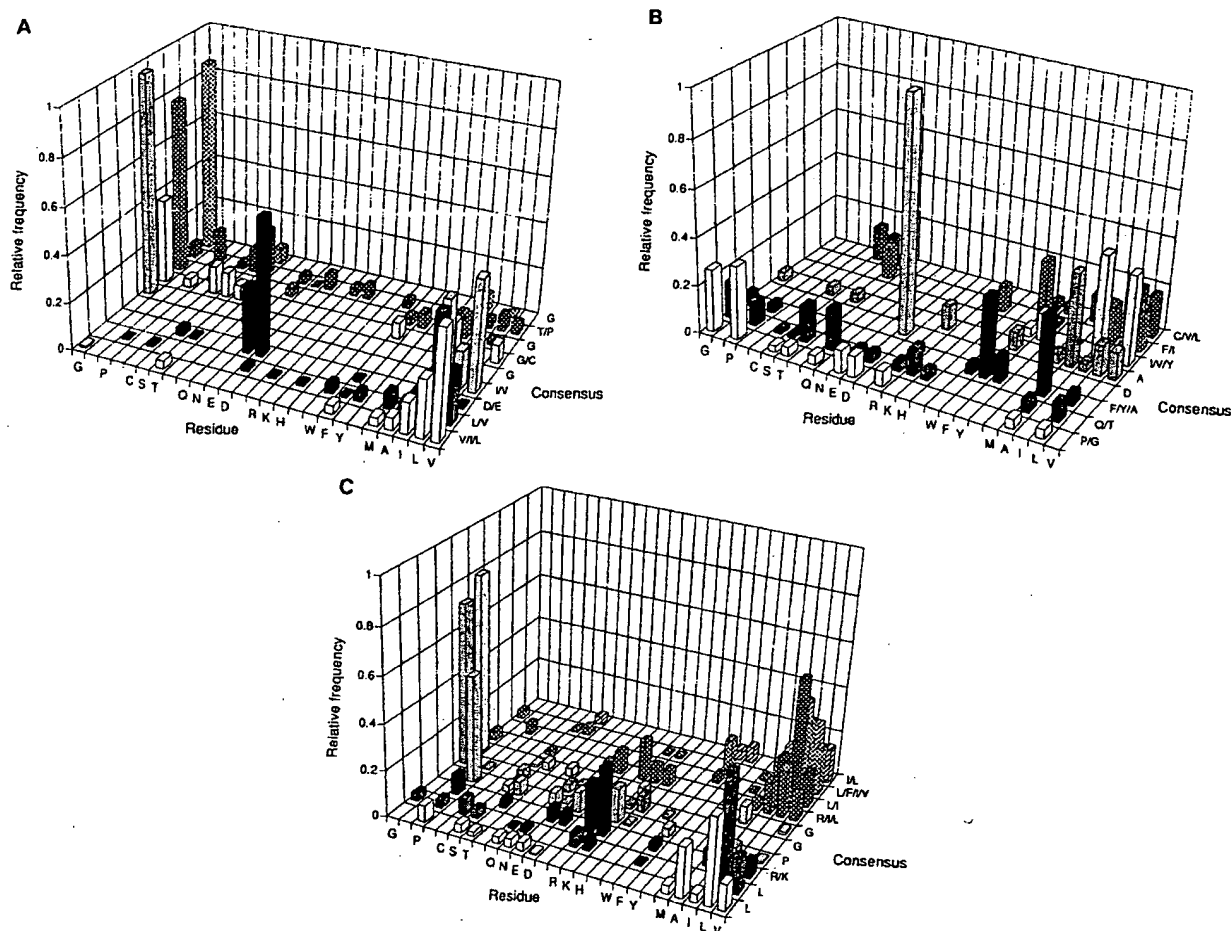 A
Relative frequency
1
0.8
0.6
0.4
0.2
0
G P C S T Q N E D R K H W F Y M A I L V
Residue
V/I/L
L/V
D/E
I/V
G
G/C
G
T/P
G
Consensus
B
Relative frequency
1
0.8
0.6
0.4
0.2
0
G P C S T Q N E D R K H W F Y M A I L V
Residue
P/G
Q/T
F/Y/A
D
A
I/V/Y
F/I
C/V/L
Consensus
C
Relative frequency
1
0.8
0.6
0.4
0.2
0
G P C S T Q N E D R K H W F Y M A I L V
Residue
L
L
R/K
P
G
G
R/I/L
L/I
L/F/I/V
I/L
Consensus